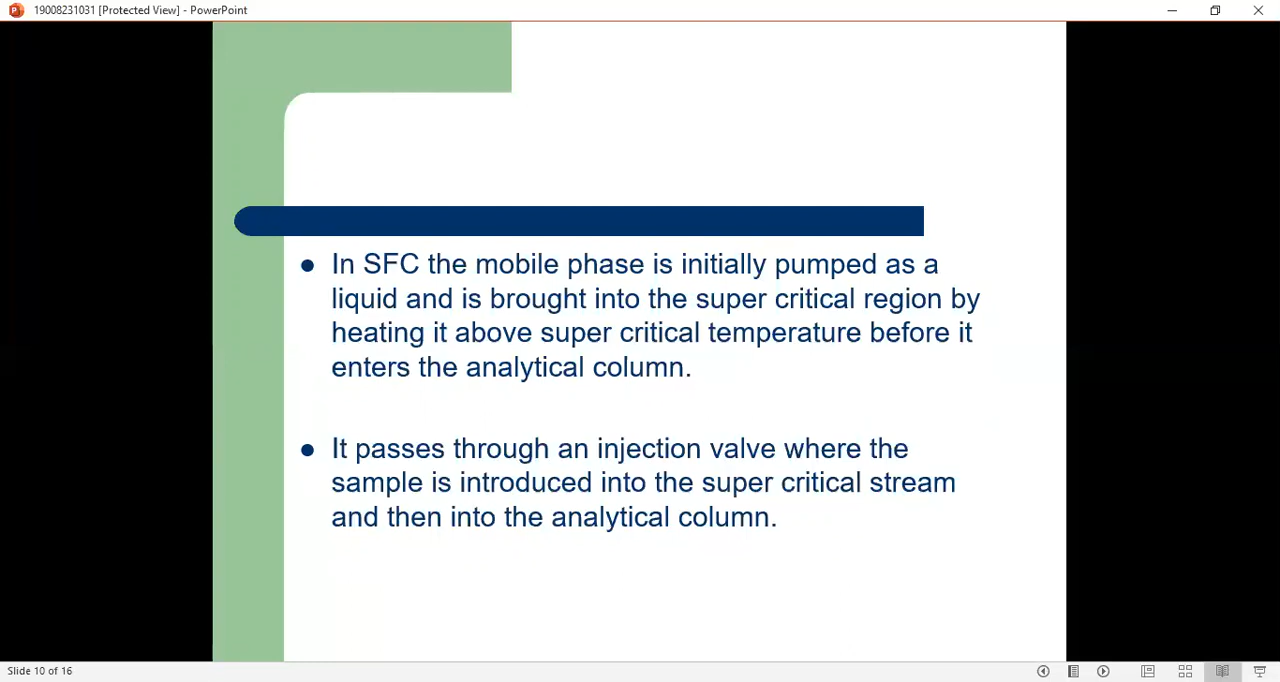 19008231031 [Protected View] - PowerPoint
● In SFC the mobile phase is initially pumped as a
liquid and is brought into the super critical region by
heating it above super critical temperature before it
enters the analytical column.
● It passes through an injection valve where the
sample is introduced into the super critical stream
and then into the analytical column.
Slide 10 of 16